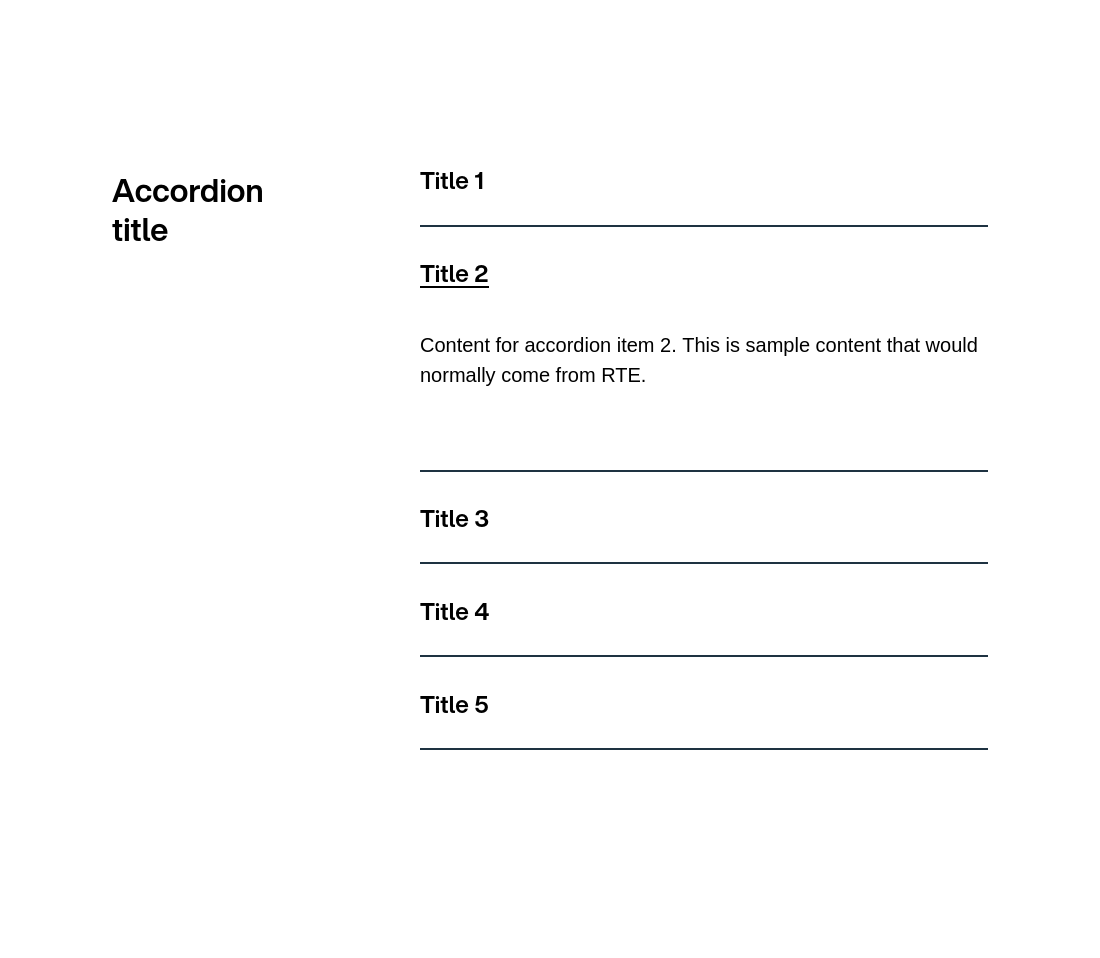 Accordion
title
Title 1
Title 2
Content for accordion item 2. This is sample content that would
normally come from RTE.
Title 3
Title 4
Title 5